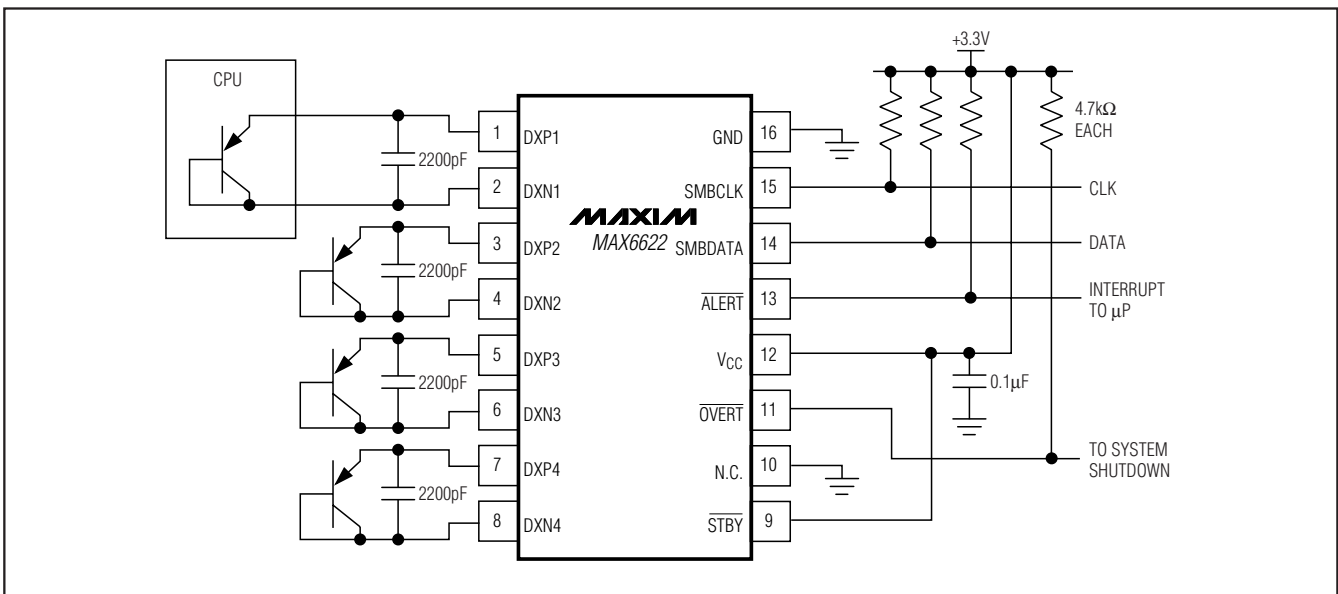 CPU
2200pF
2200pF
2200pF
2200pF
1
2
3
4
5
6
7
8
DXP1
DXN1
DXP2
DXN2
DXP3
DXN3
DXP4
DXN4
MAXIM
MAX6622
GND
SMBCLK
SMBDATA
ALERT
VCC
OVERT
N.C.
STBY
16
15
14
13
12
11
10
9
+3.3V
4.7kΩ
EACH
CLK
DATA
INTERRUPT
TO μP
0.1μF
TO SYSTEM
SHUTDOWN